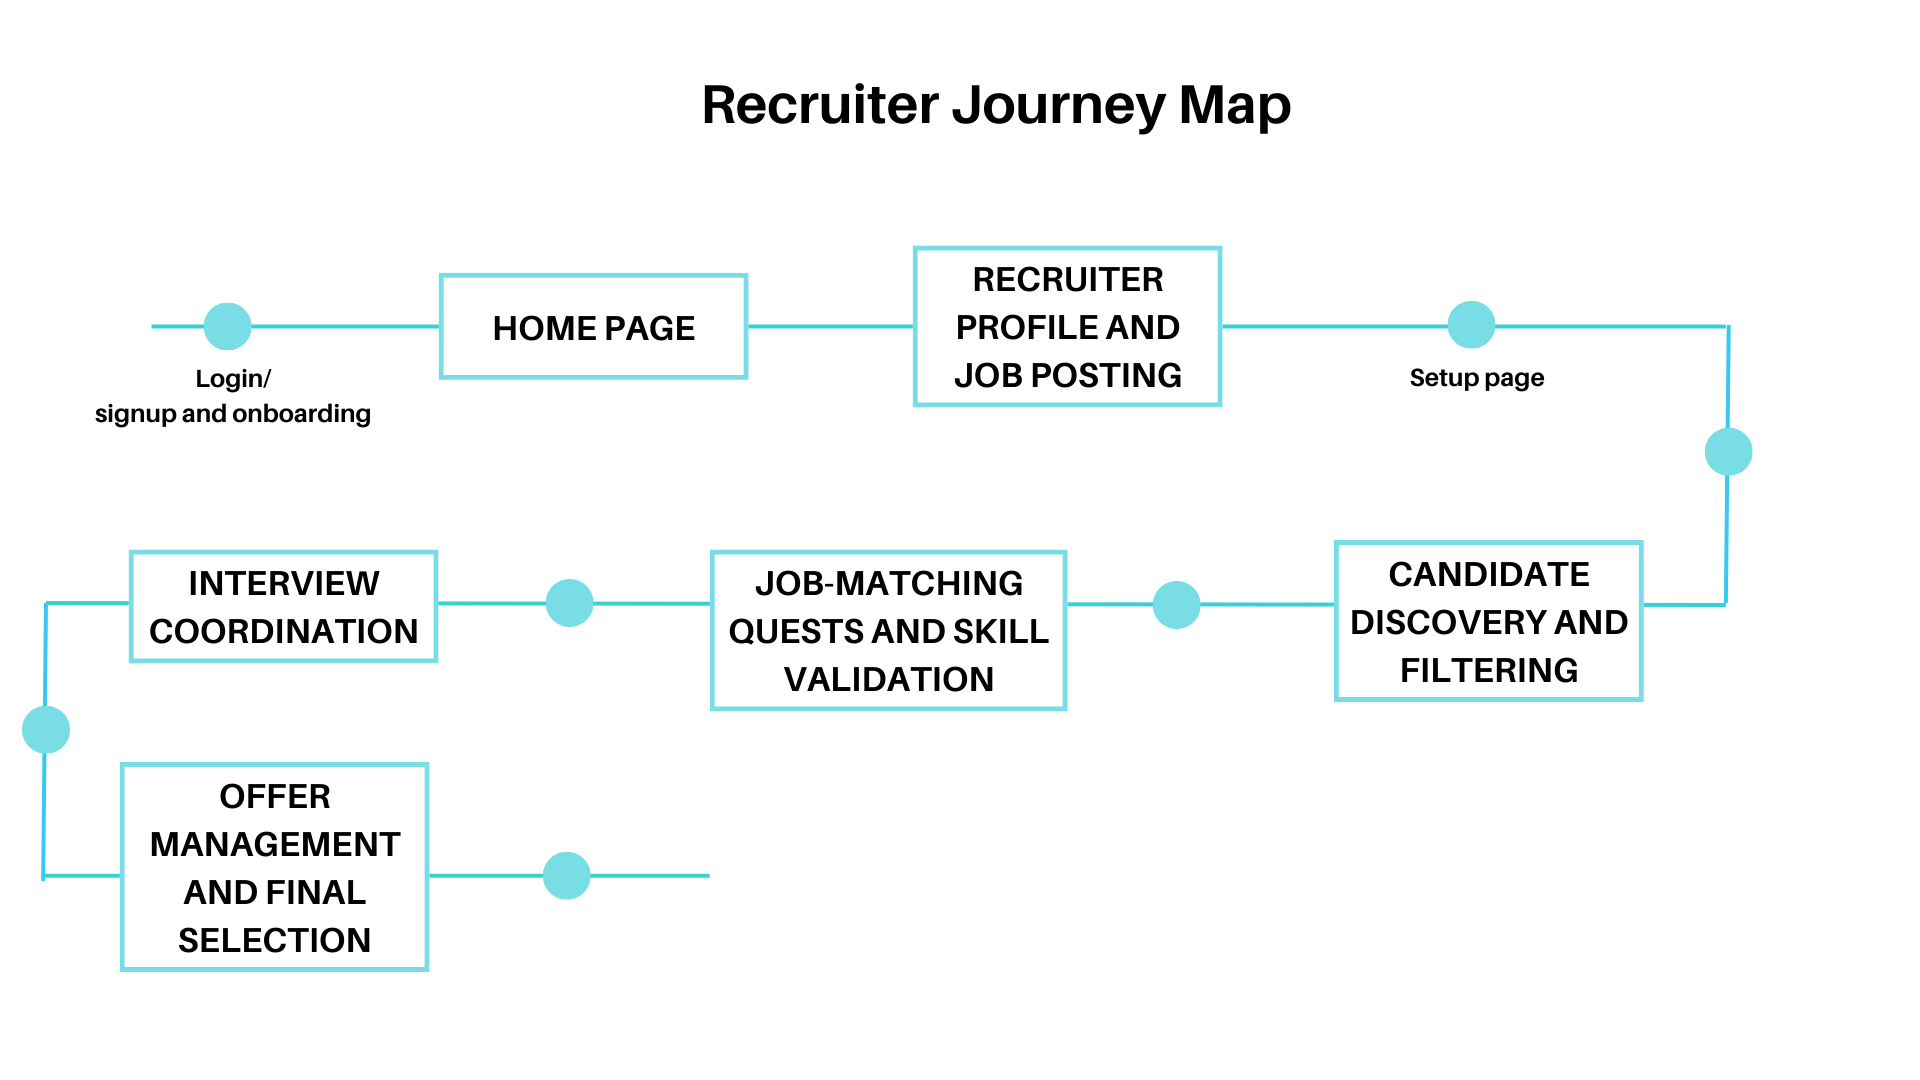 Recruiter Journey Map
HOME PAGE
RECRUITER
PROFILE AND
JOB POSTING
Login/
signup and onboarding
Setup page
INTERVIEW
COORDINATION
JOB-MATCHING
QUESTS AND SKILL
VALIDATION
CANDIDATE
DISCOVERY AND
FILTERING
OFFER
MANAGEMENT
AND FINAL
SELECTION